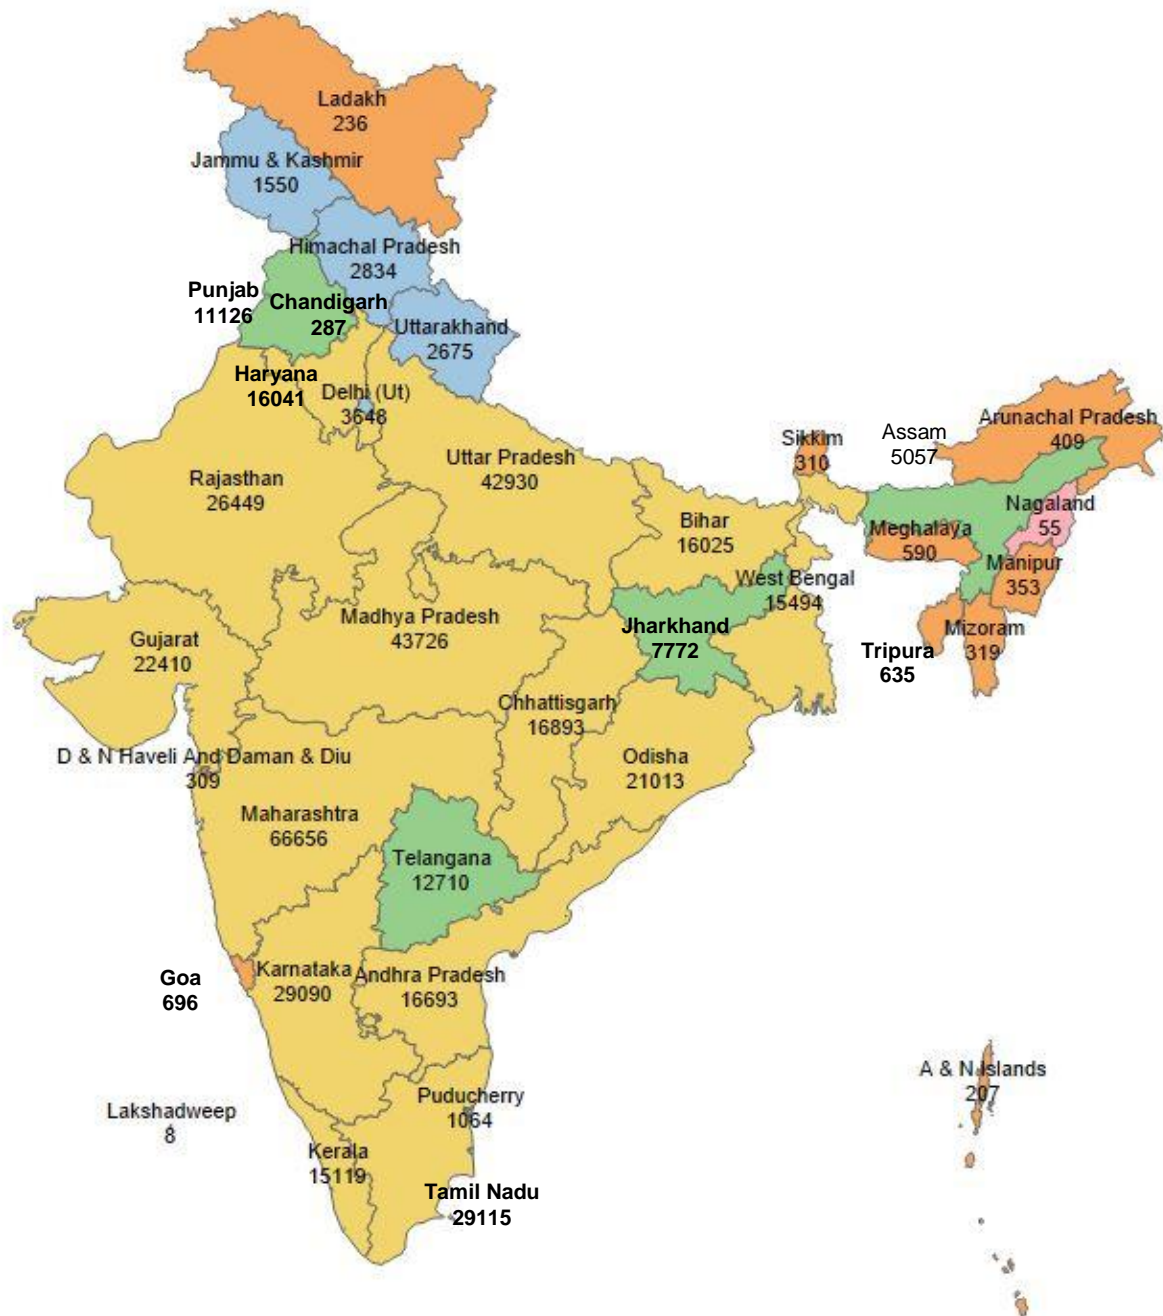 Ladakh
236
Jammu & Kashmir
1550
Himachal Pradesh
2834
Punjab
11126
Chandigarh
287
Uttarakhand
2675
Haryana
16041
Delhi (Ut)
3648
Rajasthan
26449
Uttar Pradesh
42930
Sikkim
310
Assam
5057
Arunachal Pradesh
409
Nagaland
55
Bihar
16025
Meghalaya
590
Manipur
353
West Bengal
15494
Madhya Pradesh
43726
Gujarat
22410
Jharkhand
7772
Tripura
635
Mizoram
319
Chhattisgarh
16893
D & N Haveli And Daman & Diu
309
Odisha
21013
Maharashtra
66656
Telangana
12710
Goa
696
Karnataka
29090
Andhra Pradesh
16693
A & N Islands
207
Lakshadweep
8
Puducherry
1064
Kerala
15119
Tamil Nadu
29115